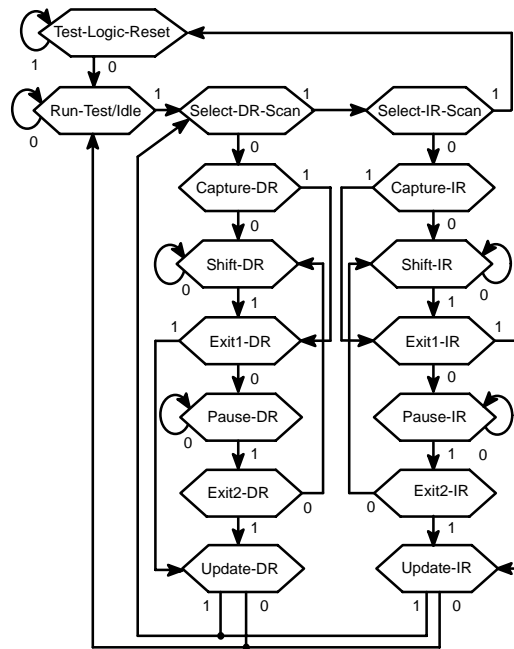 Test-Logic-Reset
1
0
Run-Test/Idle
1
Select-DR-Scan
1
Select-IR-Scan
1
0
0
0
Capture-DR
1
1
Capture-IR
0
0
Shift-DR
Shift-IR
0
0
1
1
1
Exit1-DR
Exit1-IR
1
0
0
Pause-DR
Pause-IR
0
0
1
1
Exit2-DR
Exit2-IR
0
0
1
1
Update-DR
Update-IR
1
0
1
0